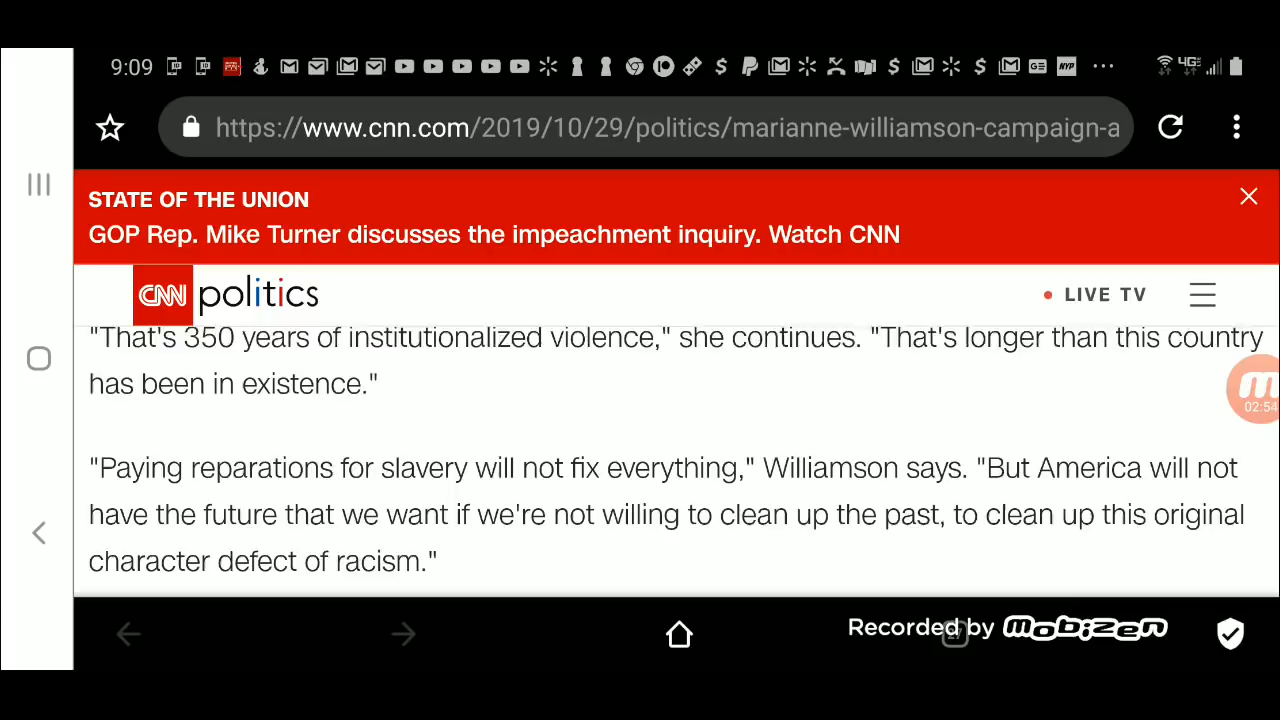 9:09
https://www.cnn.com/2019/10/29/politics/marianne-williamson-campaign-a
STATE OF THE UNION
GOP Rep. Mike Turner discusses the impeachment inquiry. Watch CNN
CNN politics
LIVE TV
"That's 350 years of institutionalized violence," she continues. "That's longer than this country
has been in existence."
02:54
"Paying reparations for slavery will not fix everything," Williamson says. "But America will not
have the future that we want if we're not willing to clean up the past, to clean up this original
character defect of racism."
Recorded by mobizen